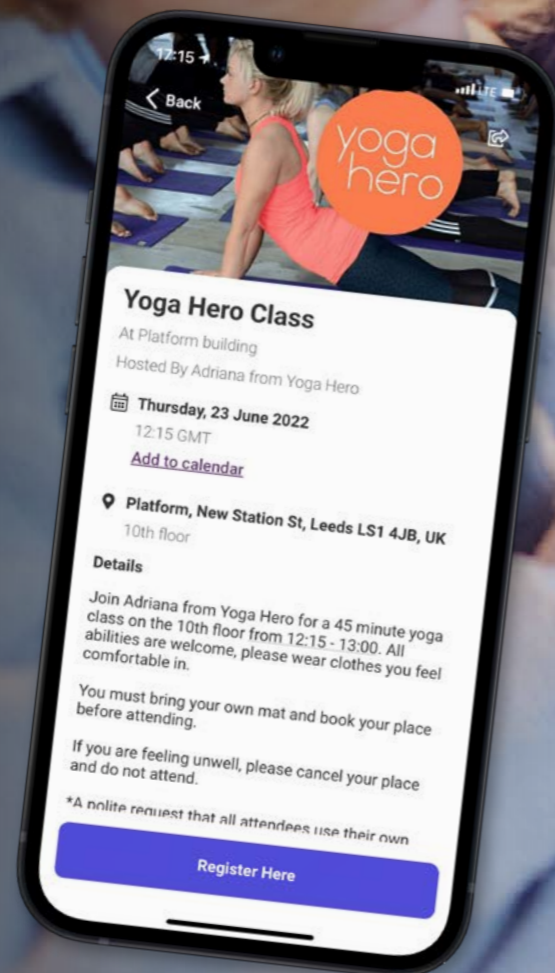 12:15
LTE
Back
yoga
hero
Yoga Hero Class
At Platform building
Hosted By Adriana from Yoga Hero
Thursday, 23 June 2022
12:15 GMT
Add to calendar
Platform, New Station St, Leeds LS1 4JB, UK
10th floor
Details
Join Adriana from Yoga Hero for a 45 minute yoga
class on the 10th floor from 12:15 - 13:00. All
abilities are welcome, please wear clothes you feel
comfortable in.
You must bring your own mat and book your place
before attending.
If you are feeling unwell, please cancel your place
and do not attend.
*A polite request that all attendees use their own
Register Here